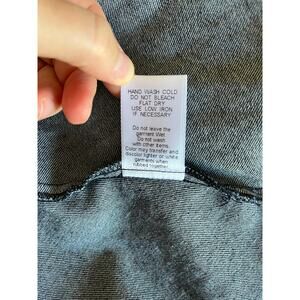 HAND WASH COLD
DO NOT BLEACH
FLAT DRY
USE LOW IRON
IF NECESSARY
Do not leave the
garment Wet.
Do not wash
with other items.
Color may transfer and
discolor lighter or white
garments when
rubbed together.